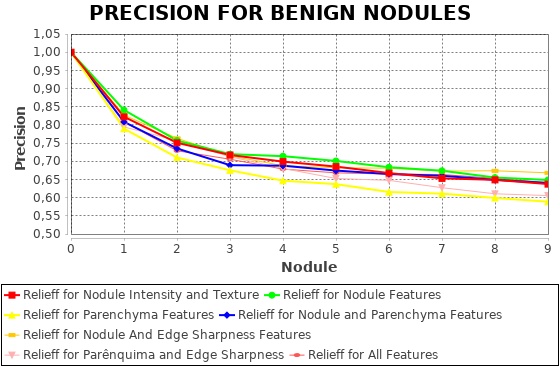 PRECISION FOR BENIGN NODULES
1,05
1,00
0,95
0,90
0,85
0,80
0,75
0,70
0,65
0,60
0,55
0,50
Precision
0 1 2 3 4 5 6 7 8 9
Nodule
Relieff for Nodule Intensity and Texture Relieff for Nodule Features
Relieff for Parenchyma Features Relieff for Nodule and Parenchyma Features
Relieff for Nodule And Edge Sharpness Features
Relieff for Parênquima and Edge Sharpness Relieff for All Features